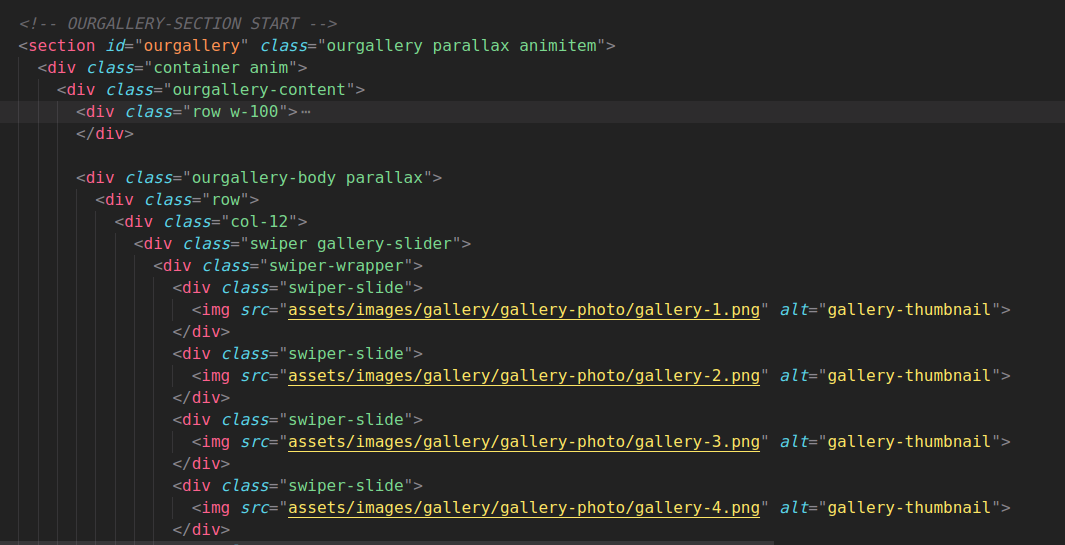 <!-- OURGALLERY-SECTION START -->
<section id="ourgallery" class="ourgallery parallax animitem">
<div class="container anim">
<div class="ourgallery-content">
<div class="row w-100">…
</div>
<div class="ourgallery-body parallax">
<div class="row">
<div class="col-12">
<div class="swiper gallery-slider">
<div class="swiper-wrapper">
<div class="swiper-slide">
<img src="assets/images/gallery/gallery-photo/gallery-1.png" alt="gallery-thumbnail">
</div>
<div class="swiper-slide">
<img src="assets/images/gallery/gallery-photo/gallery-2.png" alt="gallery-thumbnail">
</div>
<div class="swiper-slide">
<img src="assets/images/gallery/gallery-photo/gallery-3.png" alt="gallery-thumbnail">
</div>
<div class="swiper-slide">
<img src="assets/images/gallery/gallery-photo/gallery-4.png" alt="gallery-thumbnail">
</div>